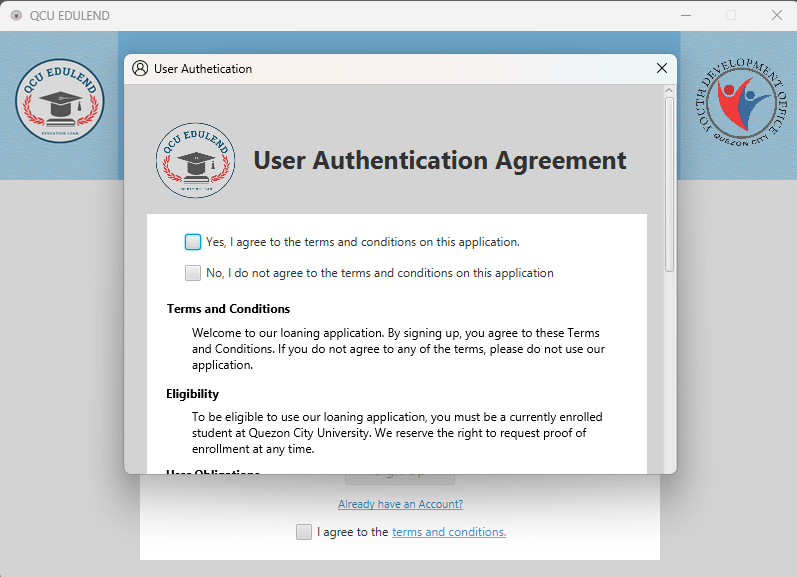 QCU EDULEND
User Authetication
QCU EDULEND
EDUCATION LOAN
YOUTH DEVELOPMENT OFFICE
QUEZON CITY
QCU EDULEND
User Authentication Agreement
Yes, I agree to the terms and conditions on this application.
No, I do not agree to the terms and conditions on this application
Terms and Conditions
Welcome to our loaning application. By signing up, you agree to these Terms
and Conditions. If you do not agree to any of the terms, please do not use our
application.
Eligibility
To be eligible to use our loaning application, you must be a currently enrolled
student at Quezon City University. We reserve the right to request proof of
enrollment at any time.
User Obligations
Sign Up
Already have an Account?
I agree to the terms and conditions.